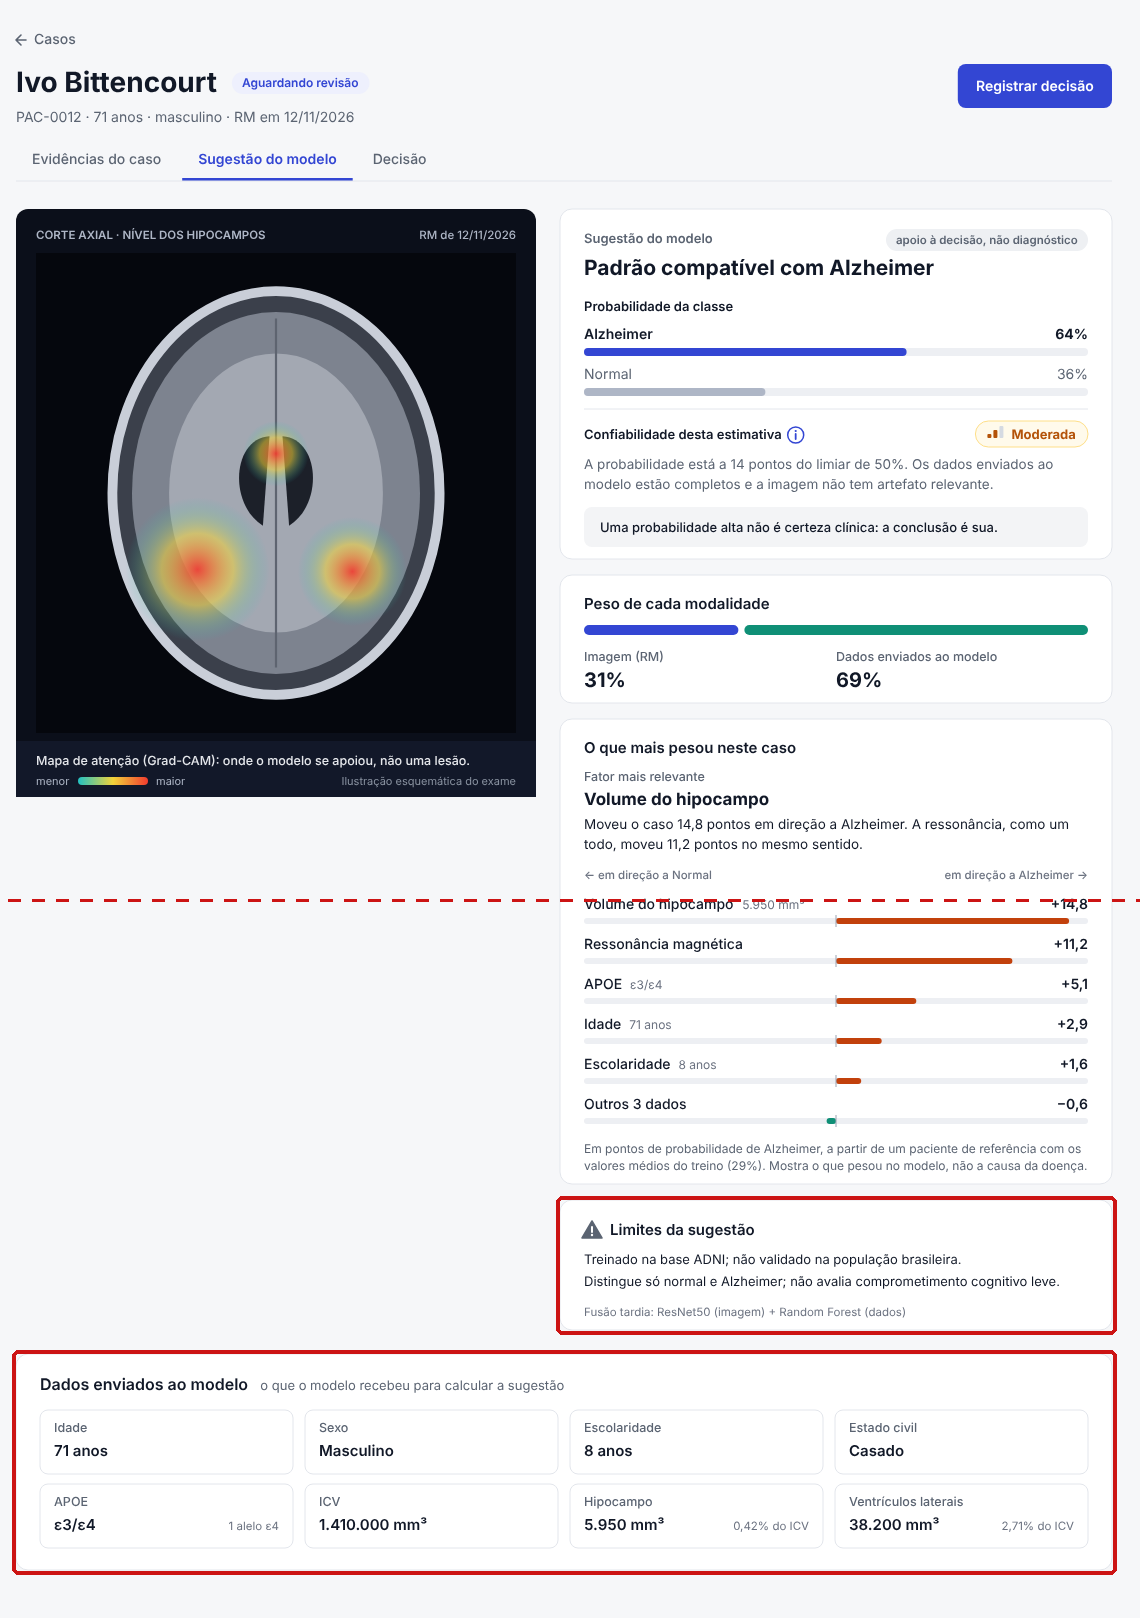 ← Casos
Ivo Bittencourt
Aguardando revisão
Registrar decisão
PAC-0012 · 71 anos · masculino · RM em 12/11/2026
Evidências do caso
Sugestão do modelo
Decisão
CORTE AXIAL · NÍVEL DOS HIPOCAMPOS
RM de 12/11/2026
Mapa de atenção (Grad-CAM): onde o modelo se apoiou, não uma lesão.
menor
maior
Ilustração esquemática do exame
Sugestão do modelo
apoio à decisão, não diagnóstico
Padrão compatível com Alzheimer
Probabilidade da classe
Alzheimer 64%
Normal 36%
Confiabilidade desta estimativa
Moderada
A probabilidade está a 14 pontos do limiar de 50%. Os dados enviados ao
modelo estão completos e a imagem não tem artefato relevante.
Uma probabilidade alta não é certeza clínica: a conclusão é sua.
Peso de cada modalidade
Imagem (RM)
31%
Dados enviados ao modelo
69%
O que mais pesou neste caso
Fator mais relevante
Volume do hipocampo
Moveu o caso 14,8 pontos em direção a Alzheimer. A ressonância, como um
todo, moveu 11,2 pontos no mesmo sentido.
← em direção a Normal
em direção a Alzheimer →
Volume do hipocampo 5.950 mm³ +14,8
Ressonância magnética +11,2
APOE ε3/ε4 +5,1
Idade 71 anos +2,9
Escolaridade 8 anos +1,6
Outros 3 dados −0,6
Em pontos de probabilidade de Alzheimer, a partir de um paciente de referência com os
valores médios do treino (29%). Mostra o que pesou no modelo, não a causa da doença.
Limites da sugestão
Treinado na base ADNI; não validado na população brasileira.
Distingue só normal e Alzheimer; não avalia comprometimento cognitivo leve.
Fusão tardia: ResNet50 (imagem) + Random Forest (dados)
Dados enviados ao modelo o que o modelo recebeu para calcular a sugestão
Idade
71 anos
Sexo
Masculino
Escolaridade
8 anos
Estado civil
Casado
APOE
ε3/ε4 1 alelo ε4
ICV
1.410.000 mm³
Hipocampo
5.950 mm³ 0,42% do ICV
Ventrículos laterais
38.200 mm³ 2,71% do ICV